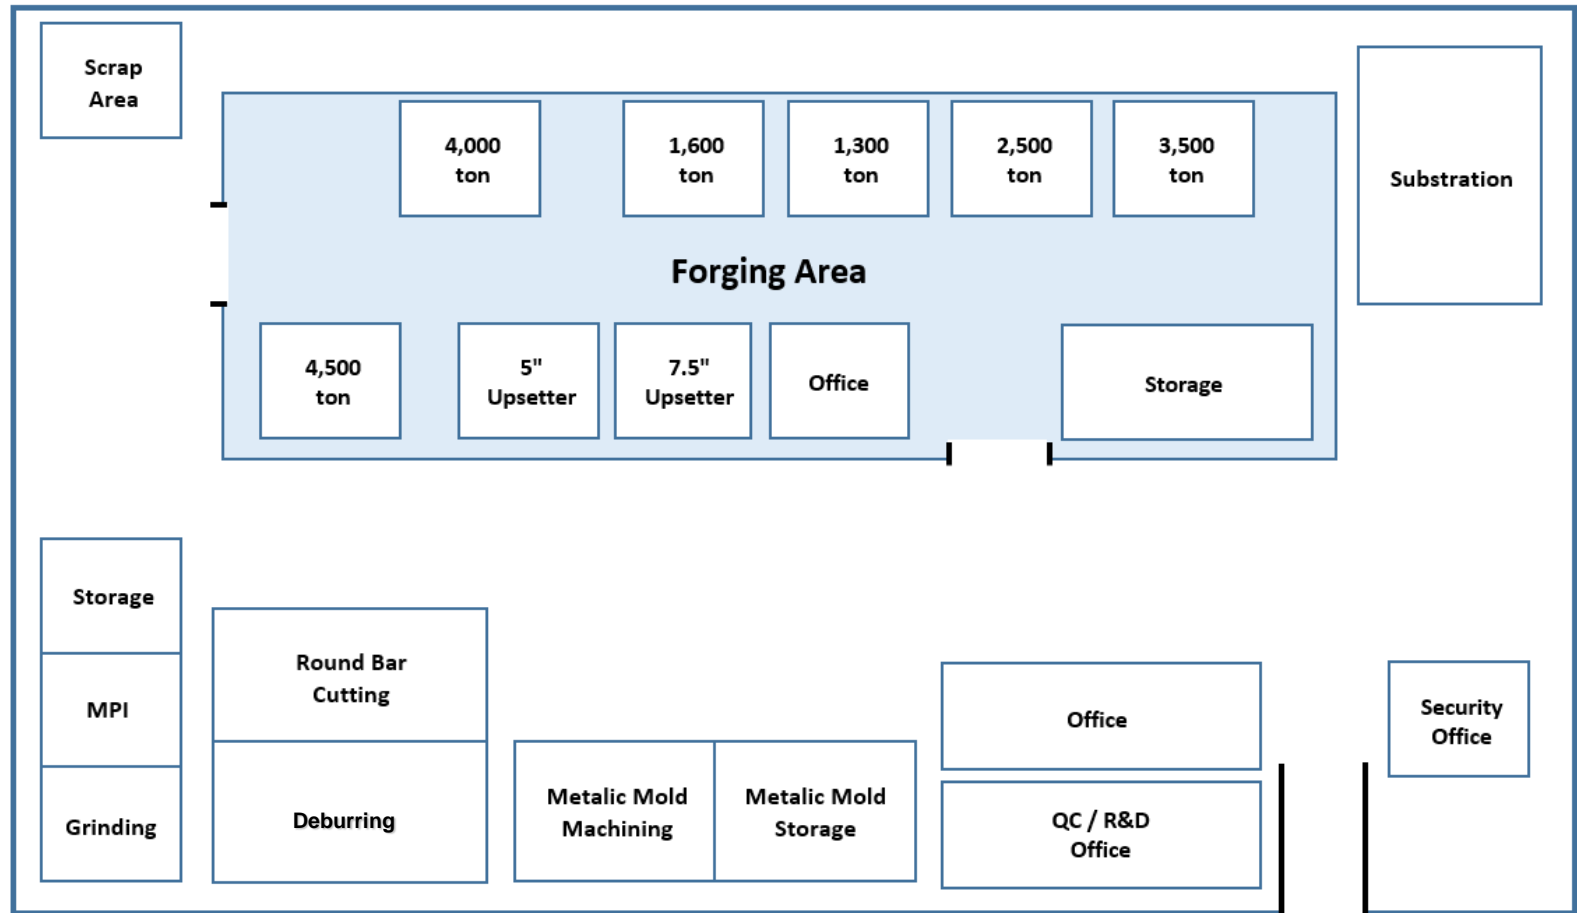 Scrap
Area
4,000
ton
1,600
ton
1,300
ton
2,500
ton
3,500
ton
Substration
Forging Area
4,500
ton
5"
Upsetter
7.5"
Upsetter
Office
Storage
Storage
MPI
Grinding
Round Bar
Cutting
Deburring
Metalic Mold
Machining
Metalic Mold
Storage
Office
QC / R&D
Office
Security
Office